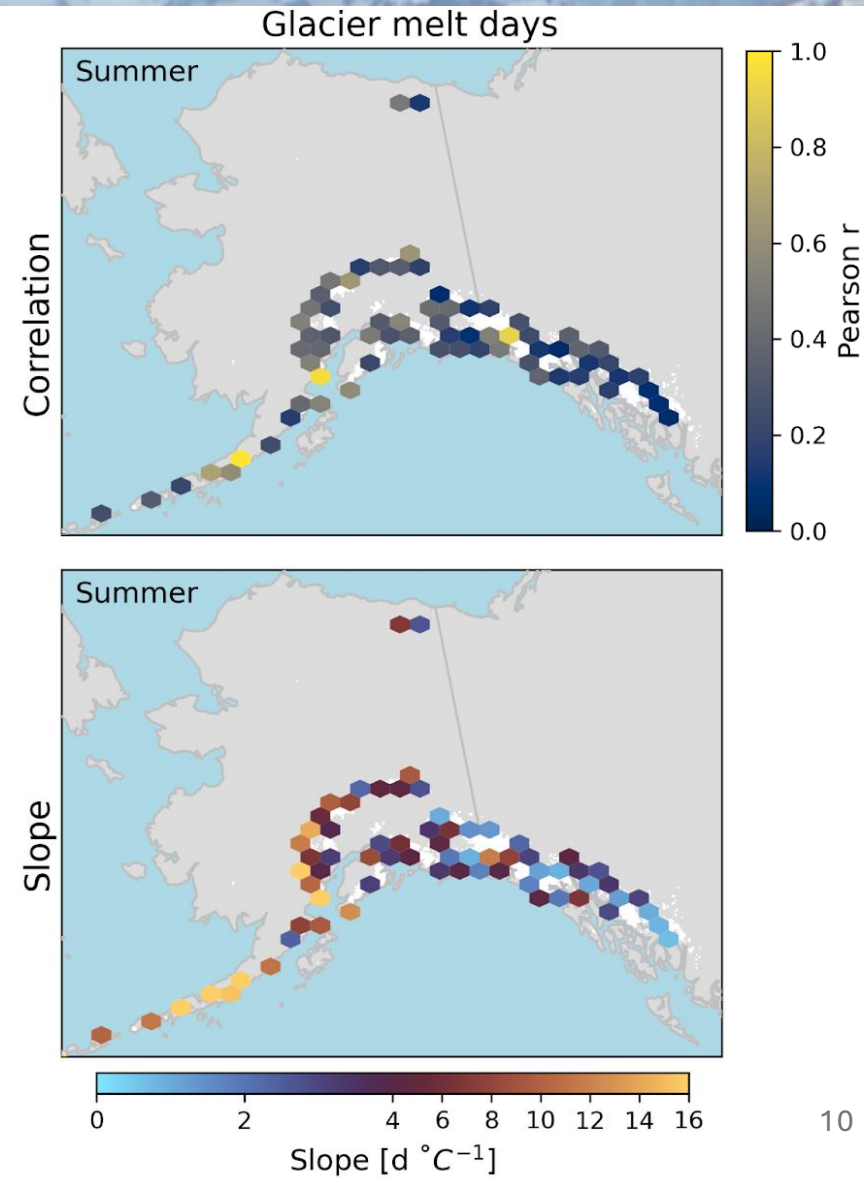 Glacier melt days
Summer
Correlation
1.0
0.8
0.6
0.4
0.2
0.0
Pearson r
Summer
Slope
0 2 4 6 8 10 12 14 16
Slope [d °C⁻¹]
10